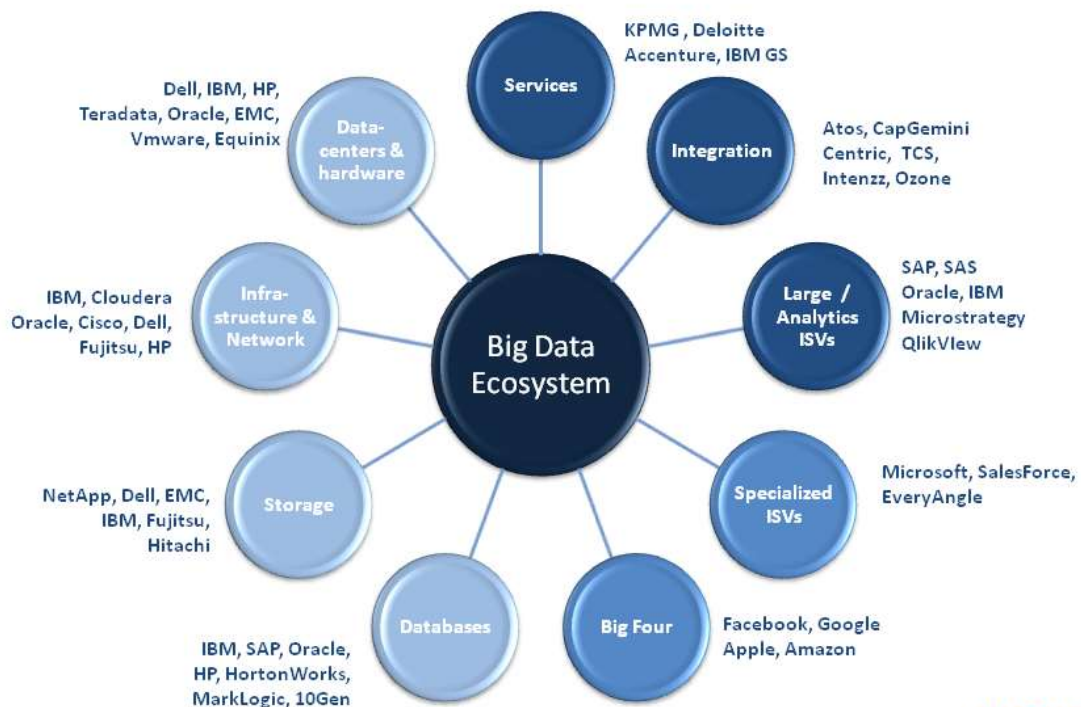 Services
KPMG , Deloitte
Accenture, IBM GS
Integration
Atos, CapGemini
Centric, TCS,
Intenzz, Ozone
Large /
Analytics
ISVs
SAP, SAS
Oracle, IBM
Microstrategy
QlikVIew
Specialized
ISVs
Microsoft, SalesForce,
EveryAngle
Big Four
Facebook, Google
Apple, Amazon
Databases
IBM, SAP, Oracle,
HP, HortonWorks,
MarkLogic, 10Gen
Storage
NetApp, Dell, EMC,
IBM, Fujitsu,
Hitachi
Infra-
structure &
Network
IBM, Cloudera
Oracle, Cisco, Dell,
Fujitsu, HP
Data-
centers &
hardware
Dell, IBM, HP,
Teradata, Oracle, EMC,
Vmware, Equinix
Big Data
Ecosystem